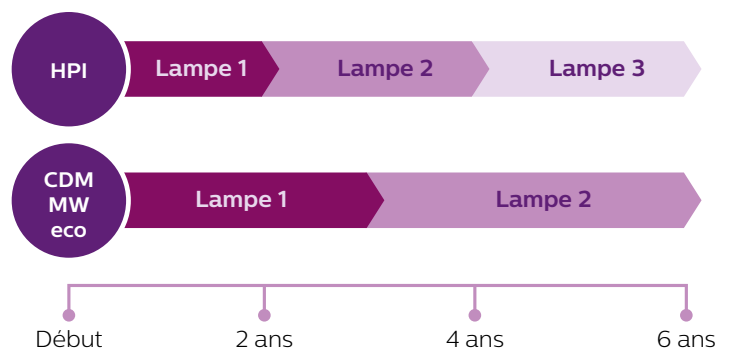 HPI
Lampe 1
Lampe 2
Lampe 3
CDM
MW
eco
Lampe 1
Lampe 2
Début
2 ans
4 ans
6 ans